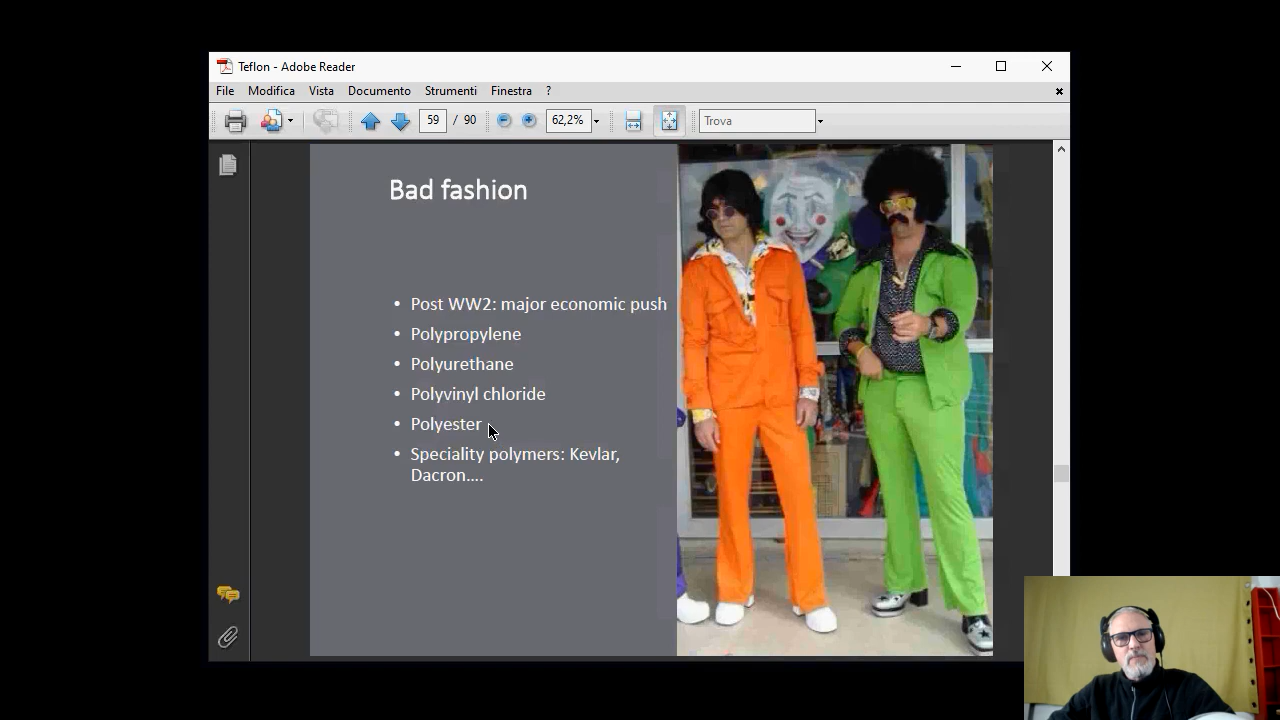 Teflon - Adobe Reader
File Modifica Vista Documento Strumenti Finestra ?
59 / 90 62,2% Trova
Bad fashion
• Post WW2: major economic push
• Polypropylene
• Polyurethane
• Polyvinyl chloride
• Polyester
• Speciality polymers: Kevlar,
Dacron....